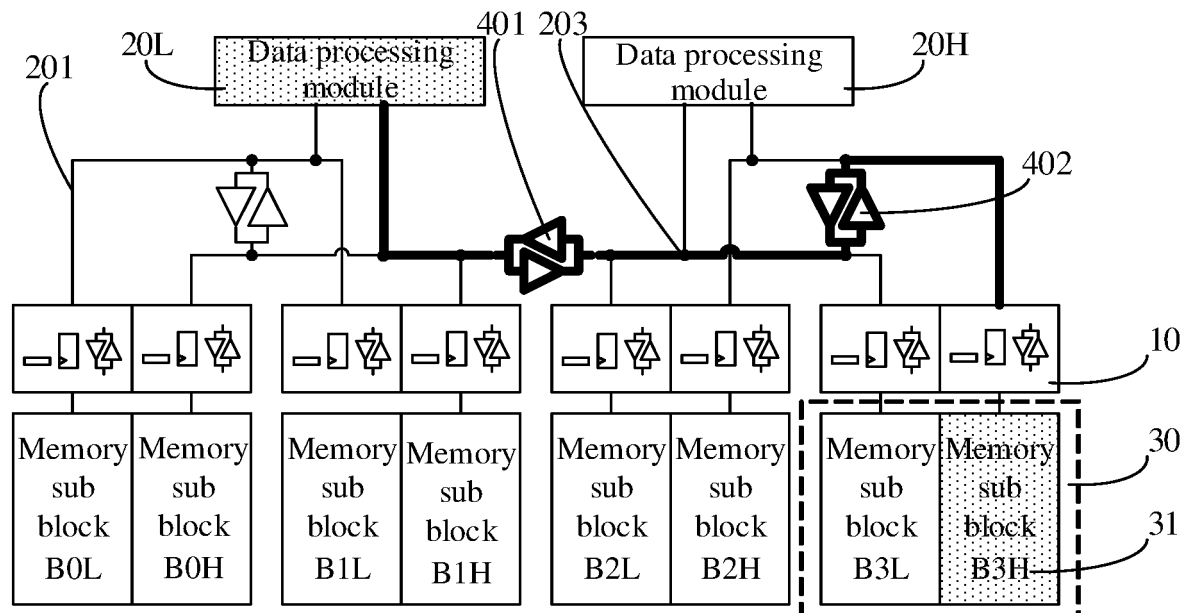 401
203
20L
20H
Data processing
module
Data processing
module
201
402
10
Memory
sub
block
B0L
Memory
sub
block
B0H
Memory
sub
block
B1L
Memory
sub
block
B1H
Memory
sub
block
B2L
Memory
sub
block
B2H
Memory
sub
block
B3L
Memory
sub
block
B3H
30
31